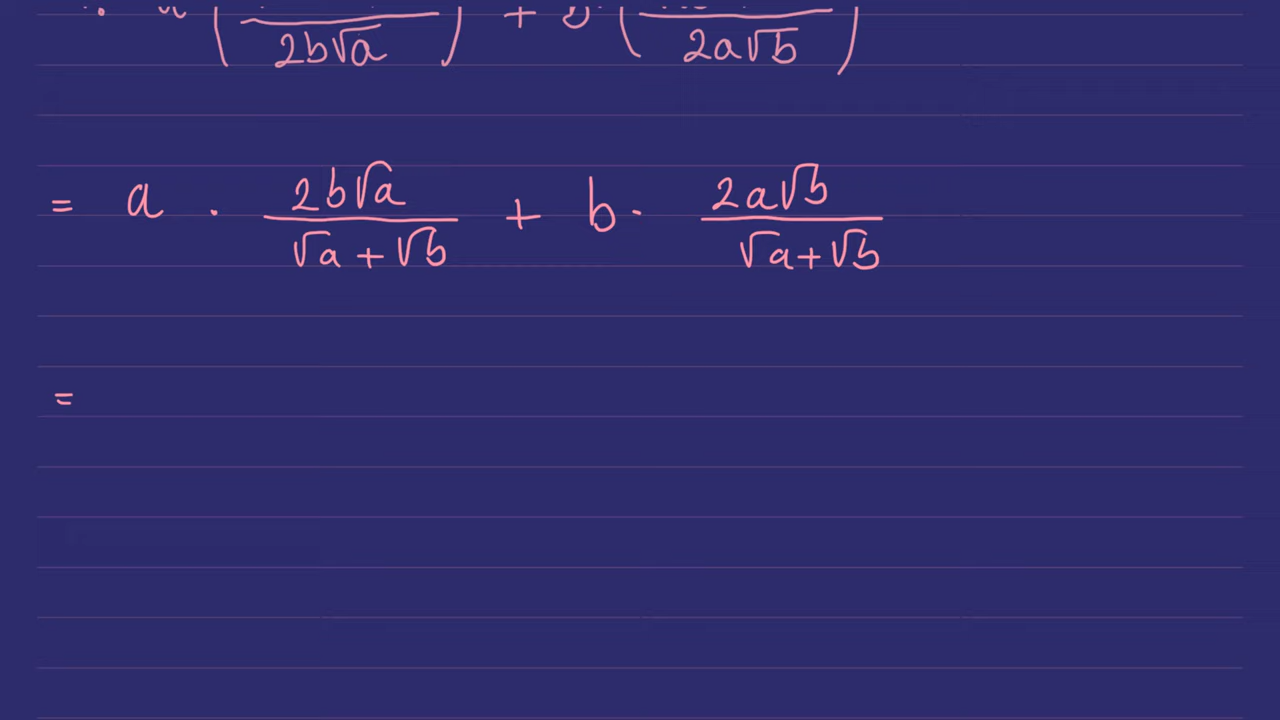 2b√a + 2a√b
= a · 2b√a / √a + √b + b · 2a√b / √a + √b
=